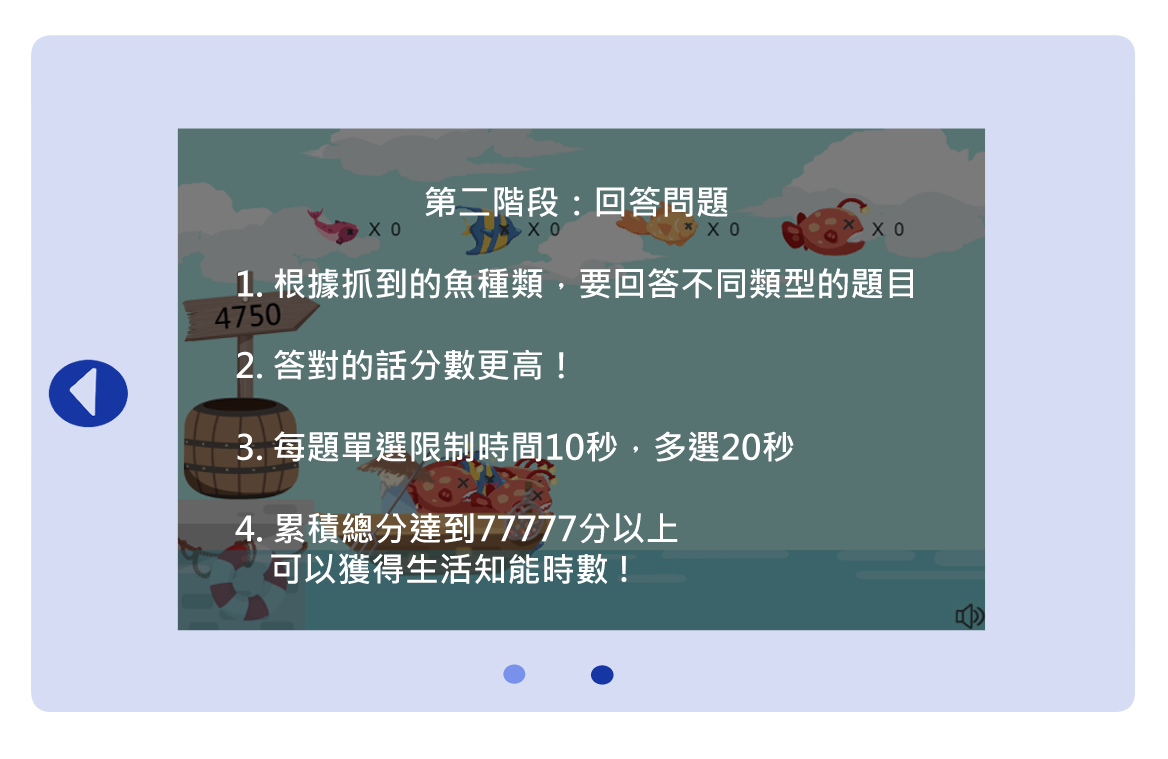 第二階段：回答問題
X 0 X 0 X 0 X 0
1. 根據抓到的魚種類，要回答不同類型的題目
4750
2. 答對的話分數更高！
3. 每題單選限制時間10秒，多選20秒
4. 累積總分達到77777分以上
可以獲得生活知能時數！